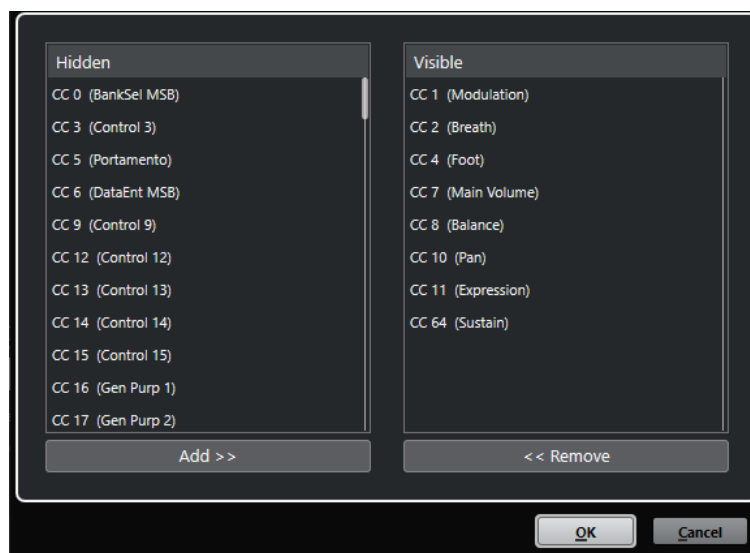 Hidden
CC 0 (BankSel MSB)
CC 3 (Control 3)
CC 5 (Portamento)
CC 6 (DataEnt MSB)
CC 9 (Control 9)
CC 12 (Control 12)
CC 13 (Control 13)
CC 14 (Control 14)
CC 15 (Control 15)
CC 16 (Gen Purp 1)
CC 17 (Gen Purp 2)
Add >>
Visible
CC 1 (Modulation)
CC 2 (Breath)
CC 4 (Foot)
CC 7 (Main Volume)
CC 8 (Balance)
CC 10 (Pan)
CC 11 (Expression)
CC 64 (Sustain)
<< Remove
OK
Cancel